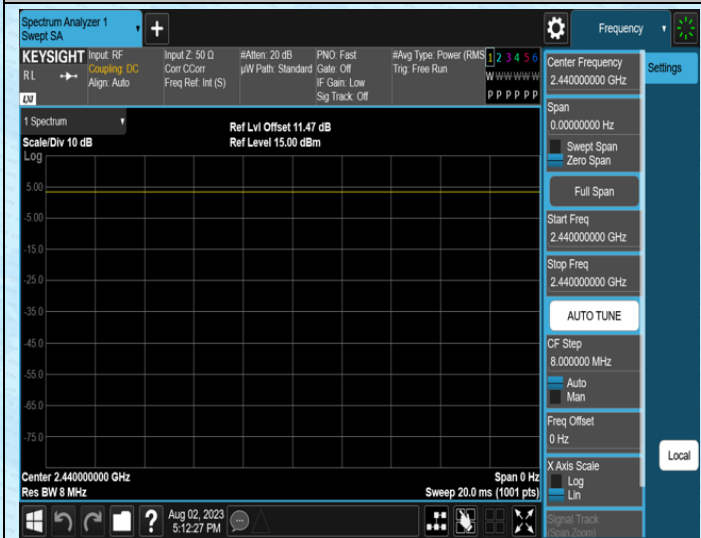 Spectrum Analyzer 1
Swept SA
+
Frequency
KEYSIGHT
RL
LXI
Input: RF
Coupling: DC
Align: Auto
Input Z: 50 Ω
Corr CCorr
Freq Ref: Int (S)
#Atten: 20 dB
µW Path: Standard
PNO: Fast
Gate: Off
IF Gain: Low
Sig Track: Off
#Avg Type: Power (RMS
Trig: Free Run
1 2 3 4 5 6
W W W W W W
P P P P P P
1 Spectrum
Scale/Div 10 dB
Log
Ref Lvl Offset 11.47 dB
Ref Level 15.00 dBm
5.00
-5.00
-15.0
-25.0
-35.0
-45.0
-55.0
-65.0
-75.0
Center 2.440000000 GHz
Res BW 8 MHz
Span 0 Hz
Sweep 20.0 ms (1001 pts)
?
Aug 02, 2023
5:12:27 PM
Center Frequency
2.440000000 GHz
Span
0.00000000 Hz
Swept Span
Zero Span
Full Span
Start Freq
2.440000000 GHz
Stop Freq
2.440000000 GHz
AUTO TUNE
CF Step
8.000000 MHz
Auto
Man
Freq Offset
0 Hz
X Axis Scale
Log
Lin
Signal Track
(Span Zoom)
Settings
Local